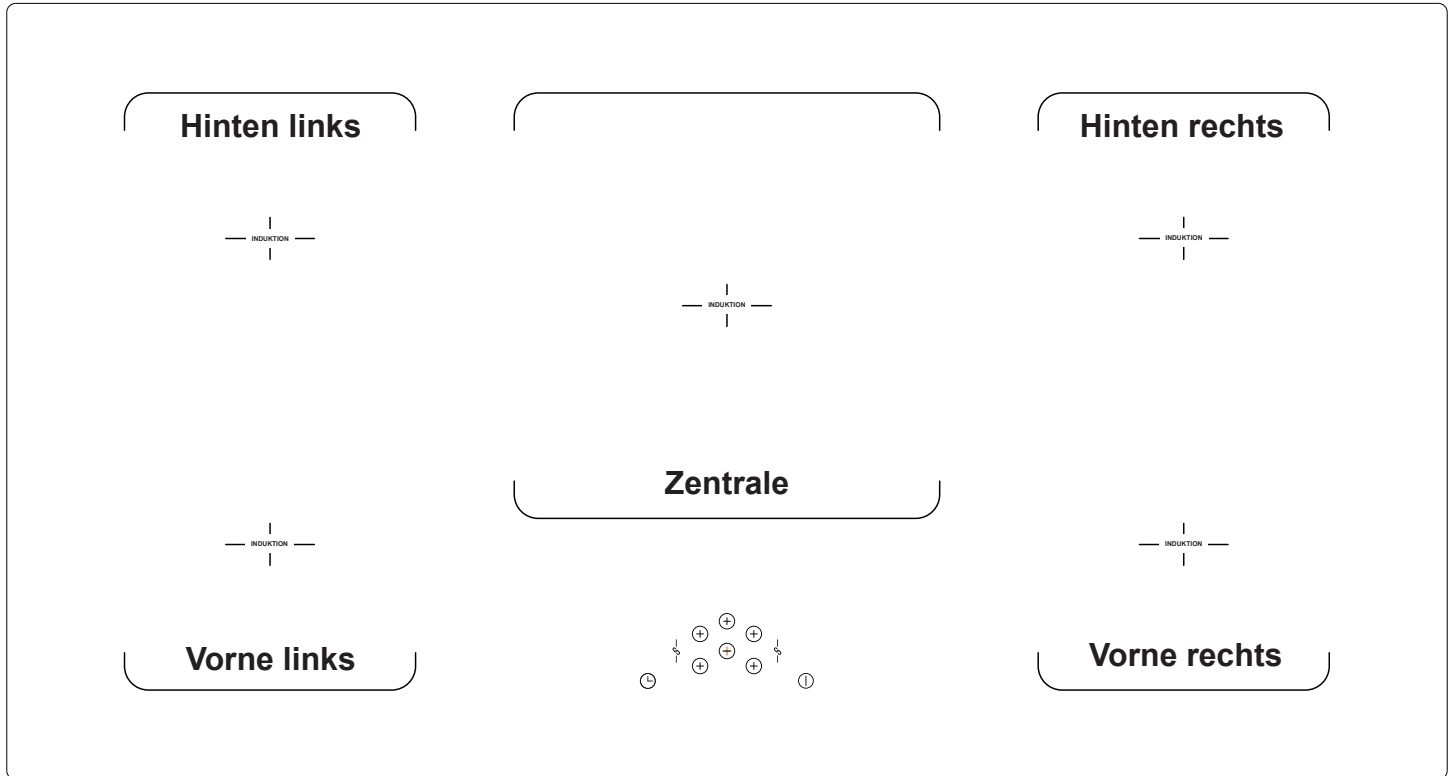 Hinten links
Hinten rechts
INDUKTION
INDUKTION
INDUKTION
Zentrale
INDUKTION
INDUKTION
Vorne links
Vorne rechts